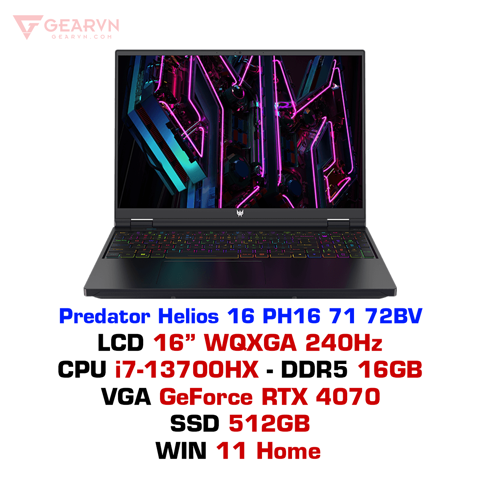 GEARVN
GEARVN.COM
Predator Helios 16 PH16 71 72BV
LCD 16” WQXGA 240Hz
CPU i7-13700HX - DDR5 16GB
VGA GeForce RTX 4070
SSD 512GB
WIN 11 Home